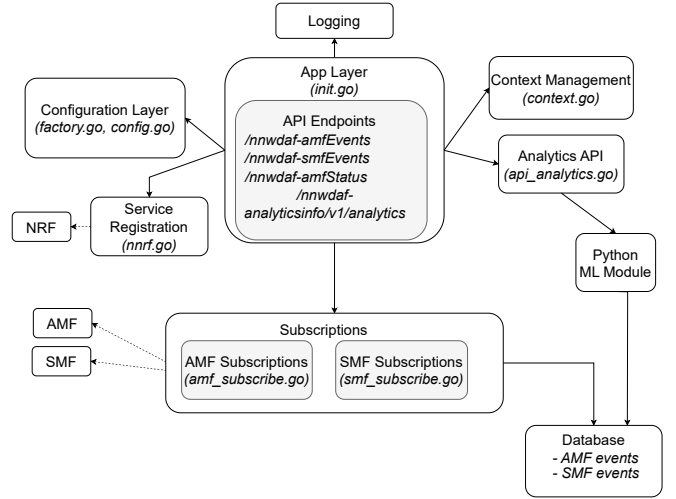 Logging
App Layer
(init.go)
API Endpoints
/nnwdaf-amfEvents
/nnwdaf-smfEvents
/nnwdaf-amfStatus
/nnwdaf-
analyticsinfo/v1/analytics
Configuration Layer
(factory.go, config.go)
Context Management
(context.go)
Analytics API
(api_analytics.go)
NRF
Service
Registration
(nnrf.go)
Python
ML Module
AMF
SMF
Subscriptions
AMF Subscriptions
(amf_subscribe.go)
SMF Subscriptions
(smf_subscribe.go)
Database
- AMF events
- SMF events